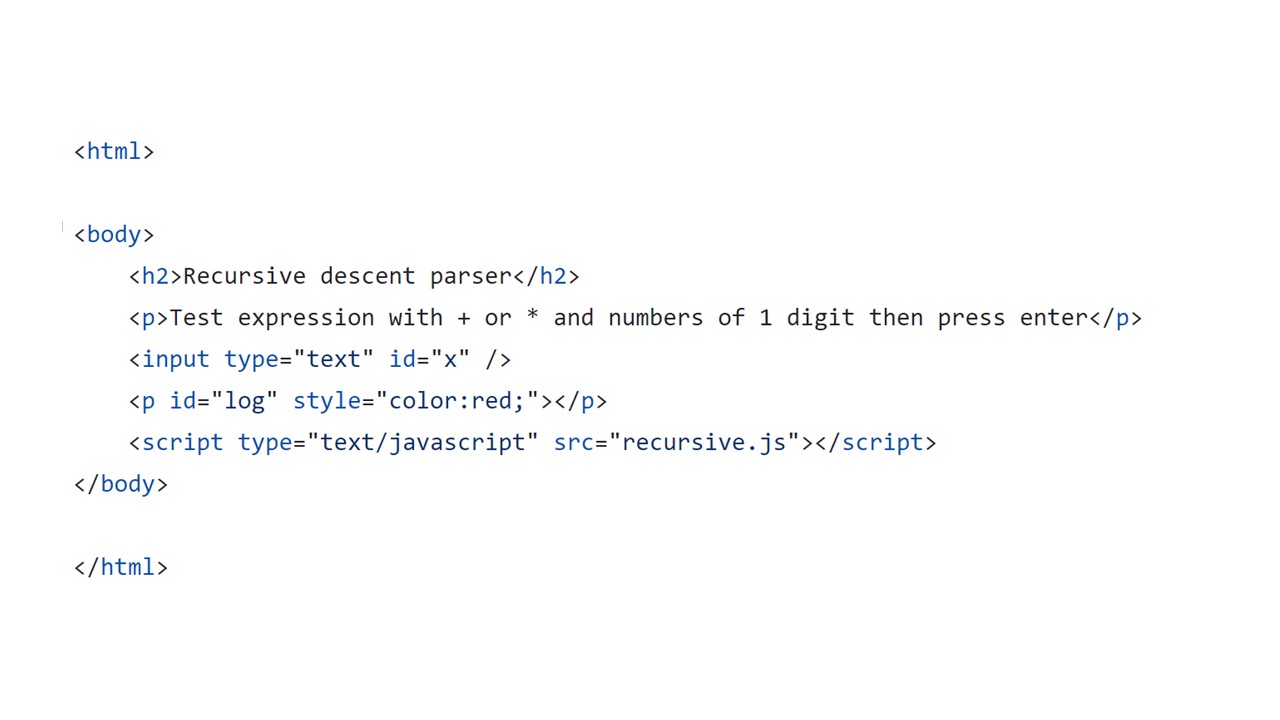 <html>
<body>
<h2>Recursive descent parser</h2>
<p>Test expression with + or * and numbers of 1 digit then press enter</p>
<input type="text" id="x" />
<p id="log" style="color:red;"></p>
<script type="text/javascript" src="recursive.js"></script>
</body>
</html>